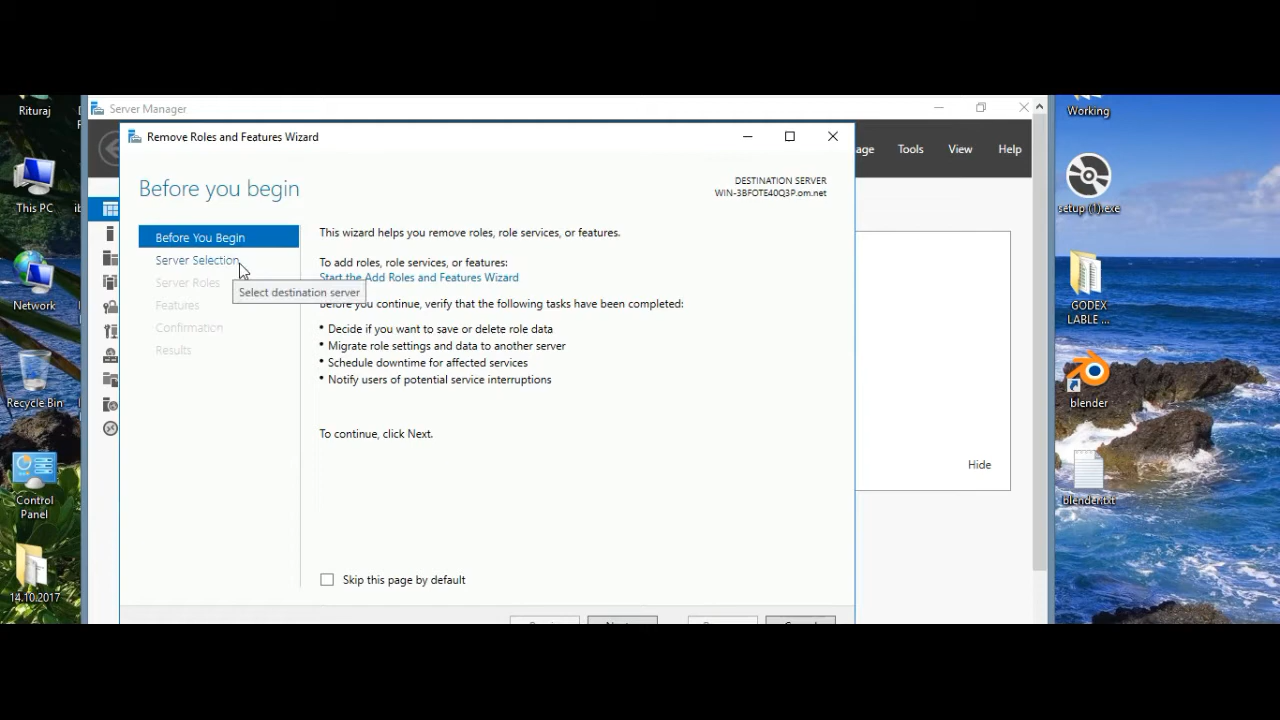 Rituraj
This PC
Network
Recycle Bin
Control
Panel
14.10.2017
Server Manager
Tools
View
Help
Remove Roles and Features Wizard
Before you begin
DESTINATION SERVER
WIN-3BFOTE40Q3P.om.net
Before You Begin
Server Selection
Select destination server
Server Roles
Features
Confirmation
Results
This wizard helps you remove roles, role services, or features.
To add roles, role services, or features:
Start the Add Roles and Features Wizard
Before you continue, verify that the following tasks have been completed:
• Decide if you want to save or delete role data
• Migrate role settings and data to another server
• Schedule downtime for affected services
• Notify users of potential service interruptions
To continue, click Next.
Skip this page by default
Hide
Working
setup (1).exe
GODEX
LABLE ...
blender
blender.txt